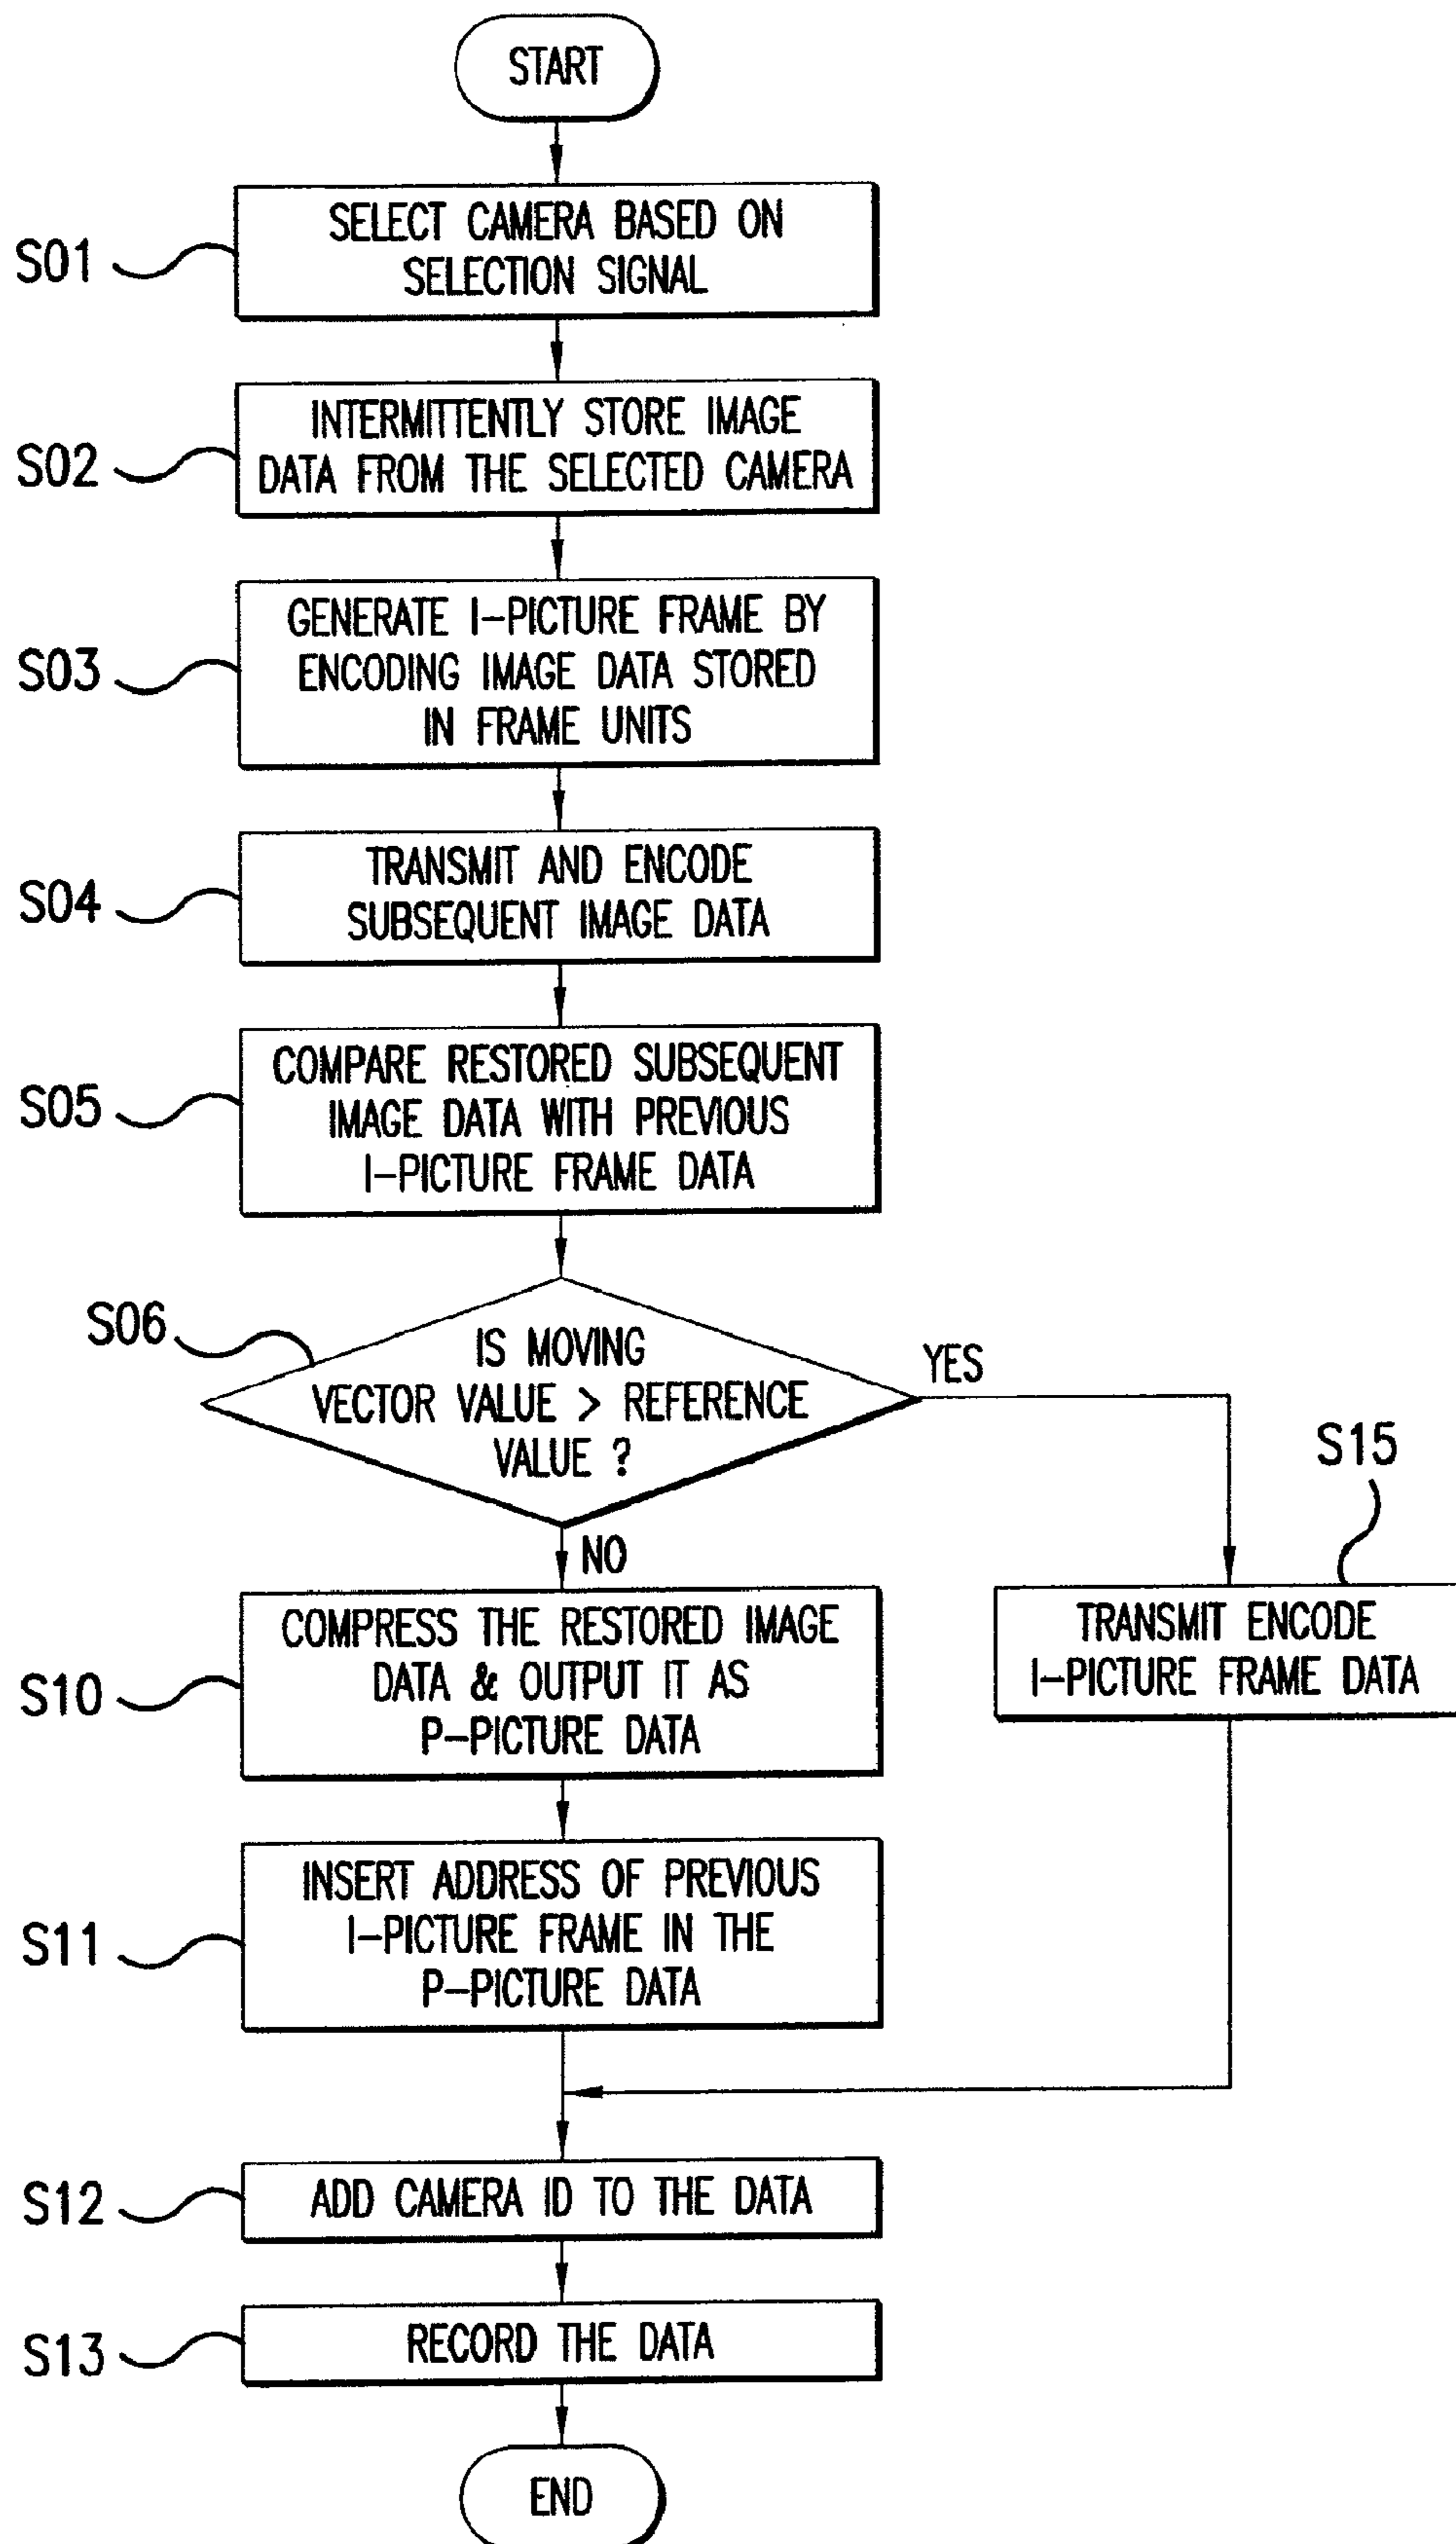 START
S01
SELECT CAMERA BASED ON
SELECTION SIGNAL
S02
INTERMITTENTLY STORE IMAGE
DATA FROM THE SELECTED CAMERA
S03
GENERATE I-PICTURE FRAME BY
ENCODING IMAGE DATA STORED
IN FRAME UNITS
S04
TRANSMIT AND ENCODE
SUBSEQUENT IMAGE DATA
S05
COMPARE RESTORED SUBSEQUENT
IMAGE DATA WITH PREVIOUS
I-PICTURE FRAME DATA
S06
IS MOVING
VECTOR VALUE > REFERENCE
VALUE ?
YES
NO
S15
TRANSMIT ENCODE
I-PICTURE FRAME DATA
S10
COMPRESS THE RESTORED IMAGE
DATA & OUTPUT IT AS
P-PICTURE DATA
S11
INSERT ADDRESS OF PREVIOUS
I-PICTURE FRAME IN THE
P-PICTURE DATA
S12
ADD CAMERA ID TO THE DATA
S13
RECORD THE DATA
END